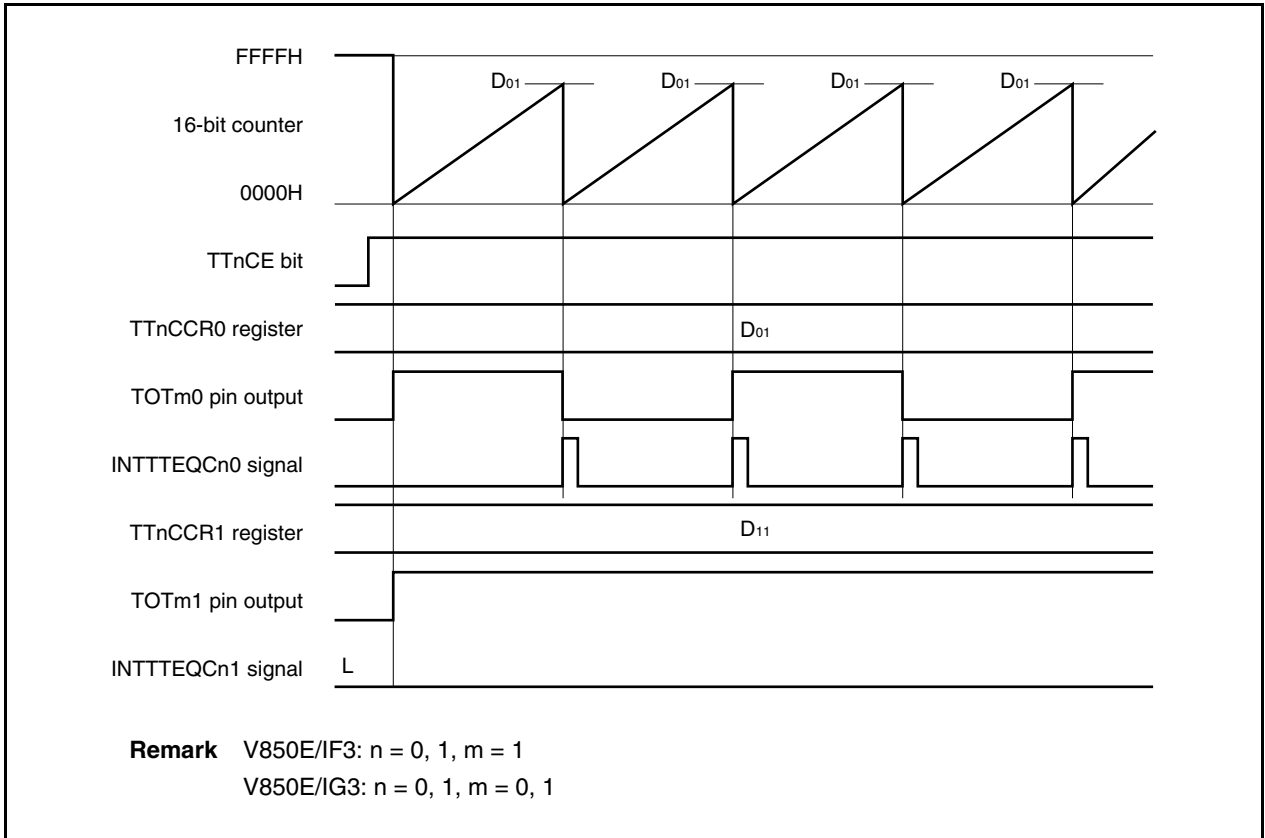 FFFFH
D01 D01 D01 D01
16-bit counter
0000H
TTnCE bit
TTnCCR0 register D01
TOTm0 pin output
INTTTEQCn0 signal
TTnCCR1 register D11
TOTm1 pin output
INTTTEQCn1 signal L
Remark V850E/IF3: n = 0, 1, m = 1
V850E/IG3: n = 0, 1, m = 0, 1